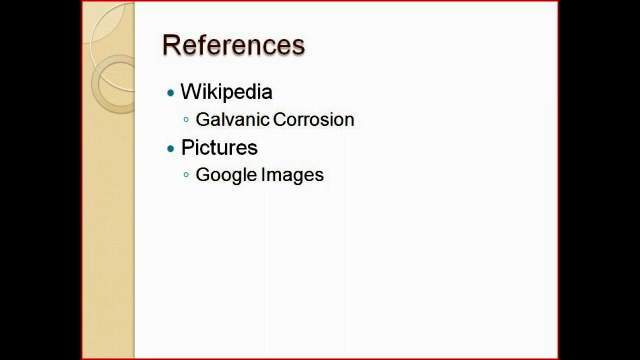 References
Wikipedia
Galvanic Corrosion
Pictures
Google Images